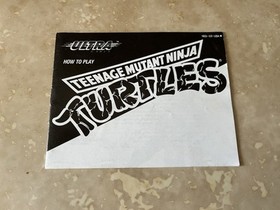 ULTRA
HOW TO PLAY
TEENAGE MUTANT NINJA
TURTLES